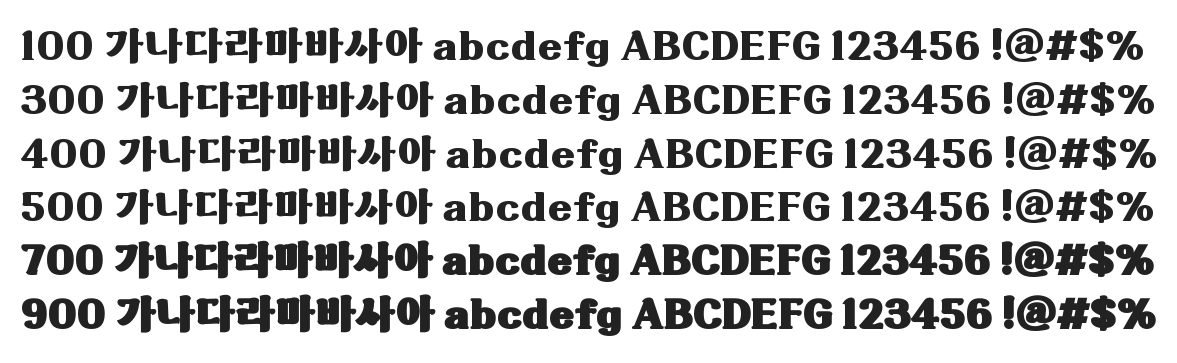 100 가나다라마바사아 abcdefg ABCDEFG 123456 !@#$%
300 가나다라마바사아 abcdefg ABCDEFG 123456 !@#$%
400 가나다라마바사아 abcdefg ABCDEFG 123456 !@#$%
500 가나다라마바사아 abcdefg ABCDEFG 123456 !@#$%
700 가나다라마바사아 abcdefg ABCDEFG 123456 !@#$%
900 가나다라마바사아 abcdefg ABCDEFG 123456 !@#$%